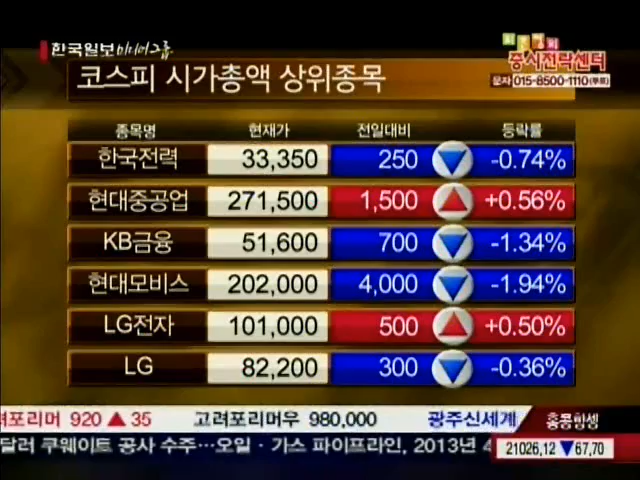 한국일보 미디어그룹
증시전략센터
문자 015-8500-1110(무료)
코스피 시가총액 상위종목
종목명 현재가 전일대비 등락률
한국전력 33,350 250 ▼ -0.74%
현대중공업 271,500 1,500 ▲ +0.56%
KB금융 51,600 700 ▼ -1.34%
현대모비스 202,000 4,000 ▼ -1.94%
LG전자 101,000 500 ▲ +0.50%
LG 82,200 300 ▼ -0.36%
려포리머 920 ▲ 35 고려포리머우 980,000 광주신세계 홍콩항셍
달러 쿠웨이트 공사 수주…오일·가스 파이프라인, 2013년 4 21026,12 ▼67,70